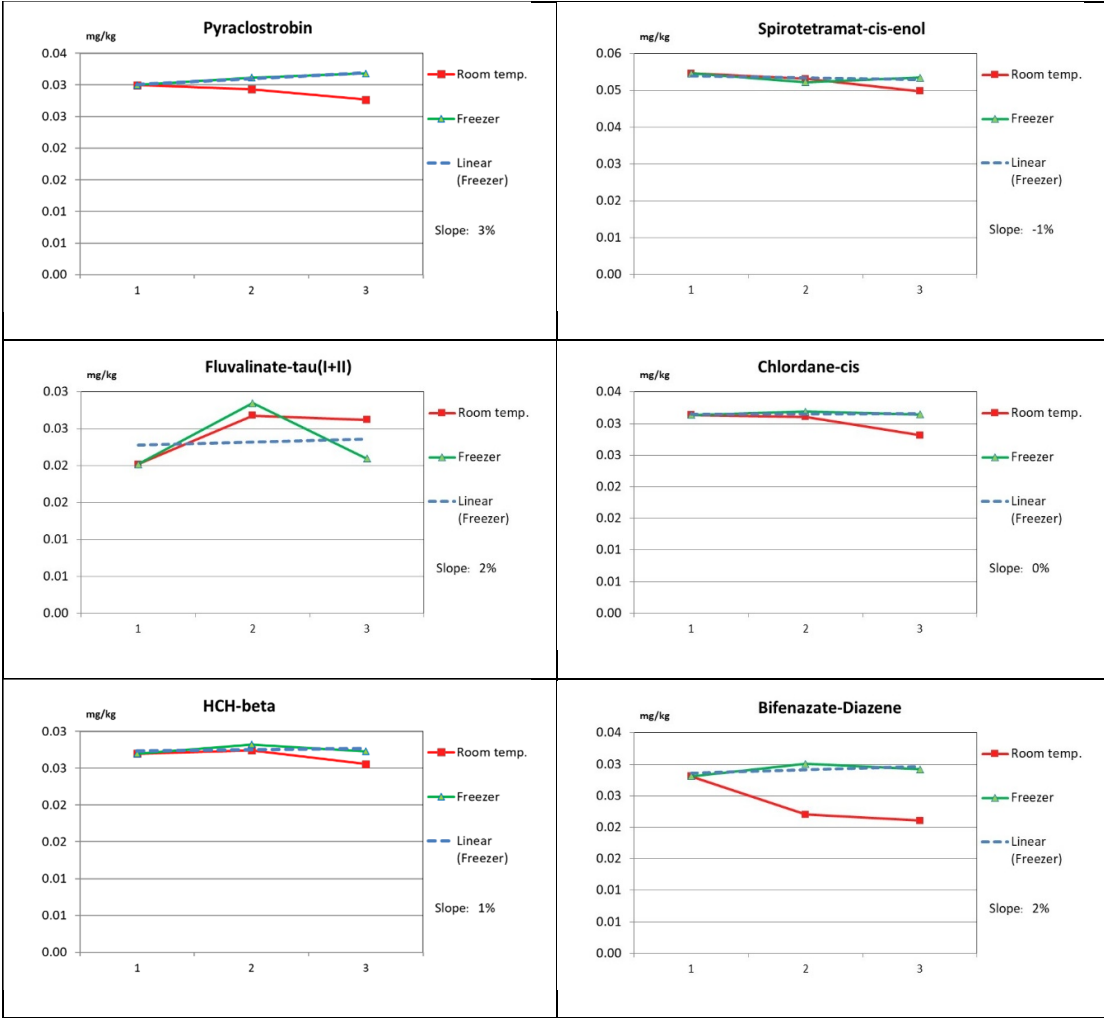 Pyraclostrobin
mg/kg
0.04
0.03
0.03
0.02
0.02
0.01
0.01
0.00
1 2 3
Room temp.
Freezer
Linear
(Freezer)
Slope: 3%
Spirotetramat-cis-enol
mg/kg
0.06
0.05
0.04
0.03
0.02
0.01
0.00
1 2 3
Room temp.
Freezer
Linear
(Freezer)
Slope: -1%
Fluvalinate-tau(I+II)
mg/kg
0.03
0.03
0.02
0.02
0.01
0.01
0.00
1 2 3
Room temp.
Freezer
Linear
(Freezer)
Slope: 2%
Chlordane-cis
mg/kg
0.04
0.03
0.03
0.02
0.02
0.01
0.01
0.00
1 2 3
Room temp.
Freezer
Linear
(Freezer)
Slope: 0%
HCH-beta
mg/kg
0.03
0.03
0.02
0.02
0.01
0.01
0.00
1 2 3
Room temp.
Freezer
Linear
(Freezer)
Slope: 1%
Bifenazate-Diazene
mg/kg
0.04
0.03
0.03
0.02
0.02
0.01
0.01
0.00
1 2 3
Room temp.
Freezer
Linear
(Freezer)
Slope: 2%